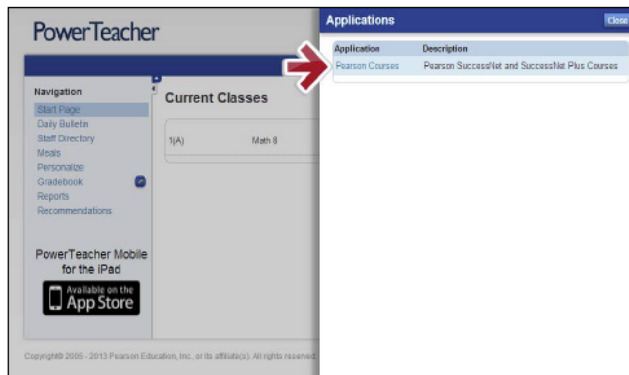 PowerTeacher
Navigation
Start Page
Daily Bulletin
Staff Directory
Meals
Personalize
Gradebook
Reports
Recommendations
PowerTeacher Mobile
for the iPad
Available on the
App Store
Current Classes
1(A) Math 8
Copyright© 2005 - 2013 Pearson Education, Inc., or its affiliate(s). All rights reserved.
Applications
Close
Application Description
Pearson Courses Pearson SuccessNet and SuccessNet Plus Courses